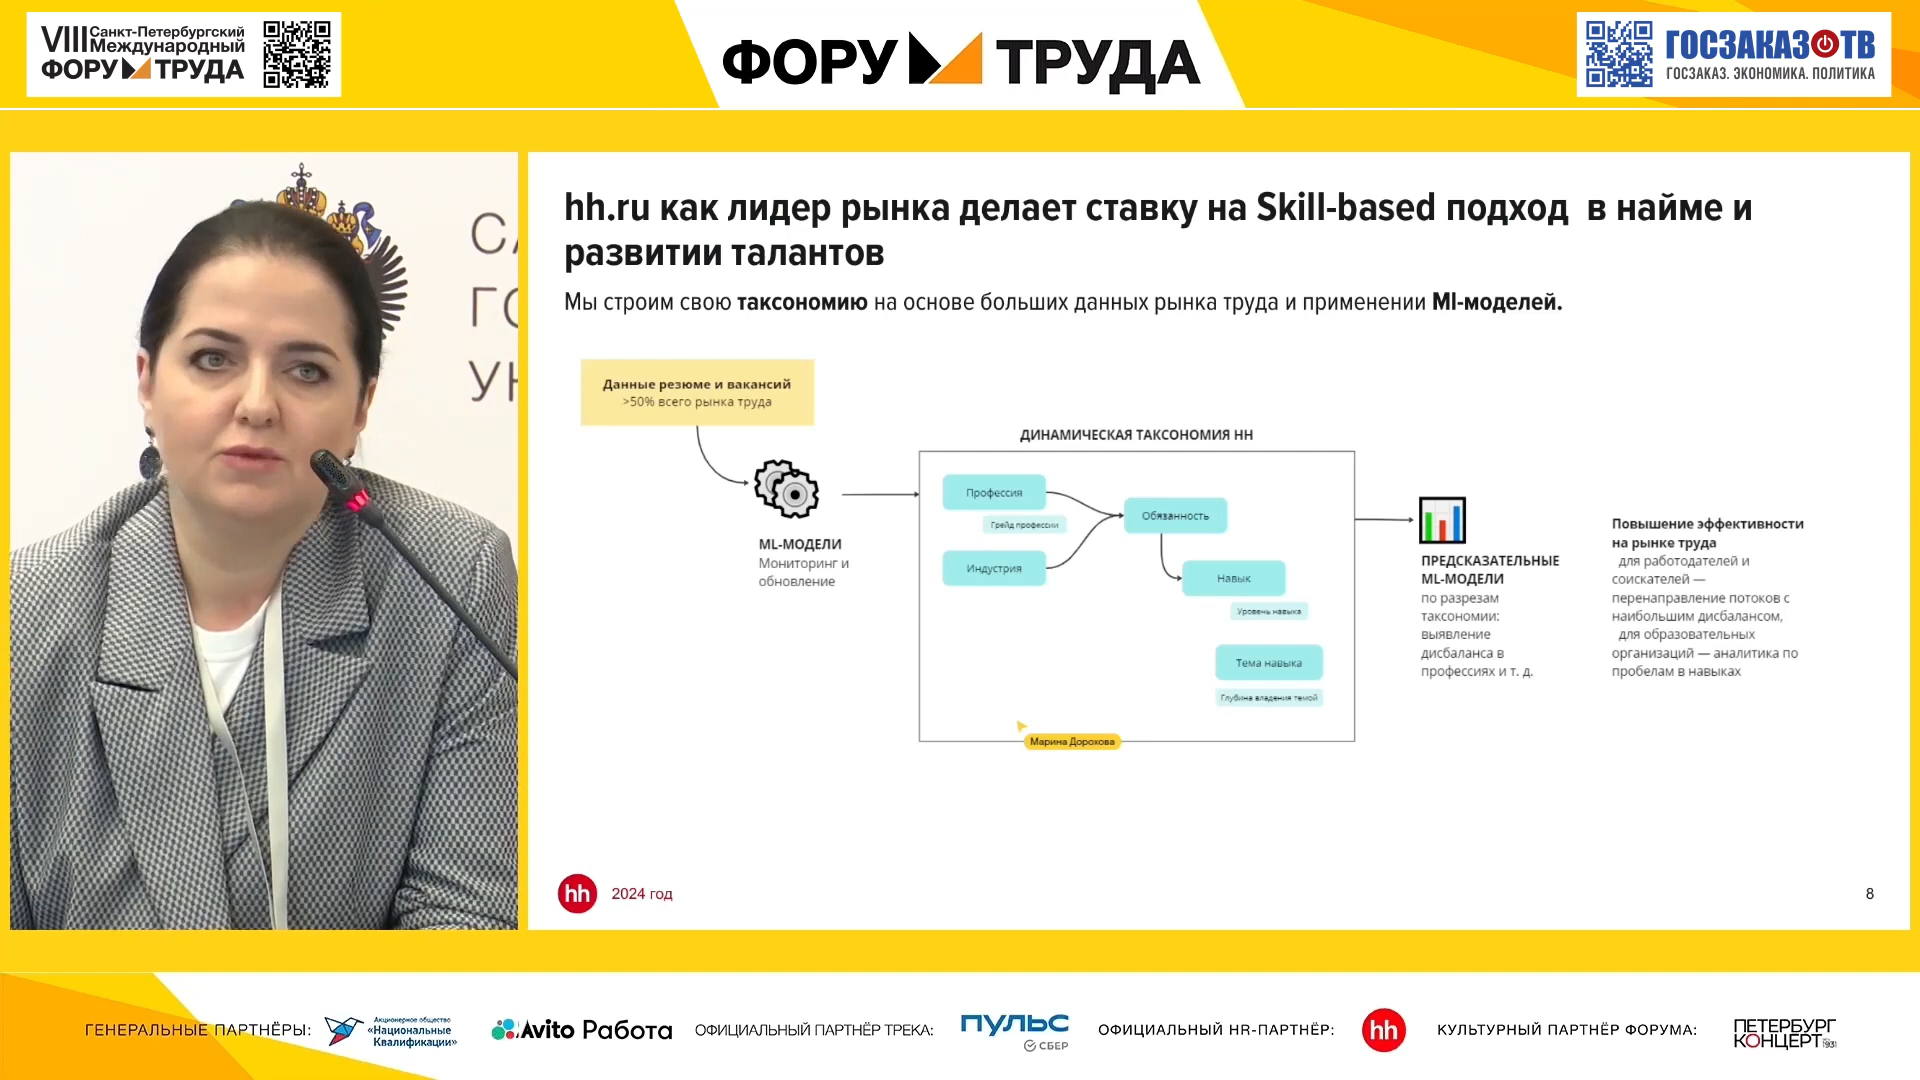 VIII Санкт-Петербургский
Международный
ФОРУМ ТРУДА
ФОРУМ ТРУДА
ГОСЗАКАЗ ТВ
ГОСЗАКАЗ. ЭКОНОМИКА. ПОЛИТИКА
СА
ГО
УН
hh.ru как лидер рынка делает ставку на Skill-based подход в найме и
развитии талантов
Мы строим свою таксономию на основе больших данных рынка труда и применении Ml-моделей.
Данные резюме и вакансий
>50% всего рынка труда
ML-МОДЕЛИ
Мониторинг и
обновление
ДИНАМИЧЕСКАЯ ТАКСОНОМИЯ HH
Профессия
Грейд профессии
Индустрия
Обязанность
Навык
Уровень навыка
Тема навыка
Глубина владения темой
Марина Дорохова
ПРЕДСКАЗАТЕЛЬНЫЕ
ML-МОДЕЛИ
по разрезам
таксономии:
выявление
дисбаланса в
профессиях и т. д.
Повышение эффективности
на рынке труда
для работодателей и
соискателей —
перенаправление потоков с
наибольшим дисбалансом,
для образовательных
организаций — аналитика по
пробелам в навыках
hh 2024 год
8
ГЕНЕРАЛЬНЫЕ ПАРТНЁРЫ:
Акционерное общество
«Национальные
Квалификации»
Avito Работа
ОФИЦИАЛЬНЫЙ ПАРТНЁР ТРЕКА:
ПУЛЬС
СБЕР
ОФИЦИАЛЬНЫЙ HR-ПАРТНЁР:
hh
КУЛЬТУРНЫЙ ПАРТНЁР ФОРУМА:
ПЕТЕРБУРГ
КОНЦЕРТ